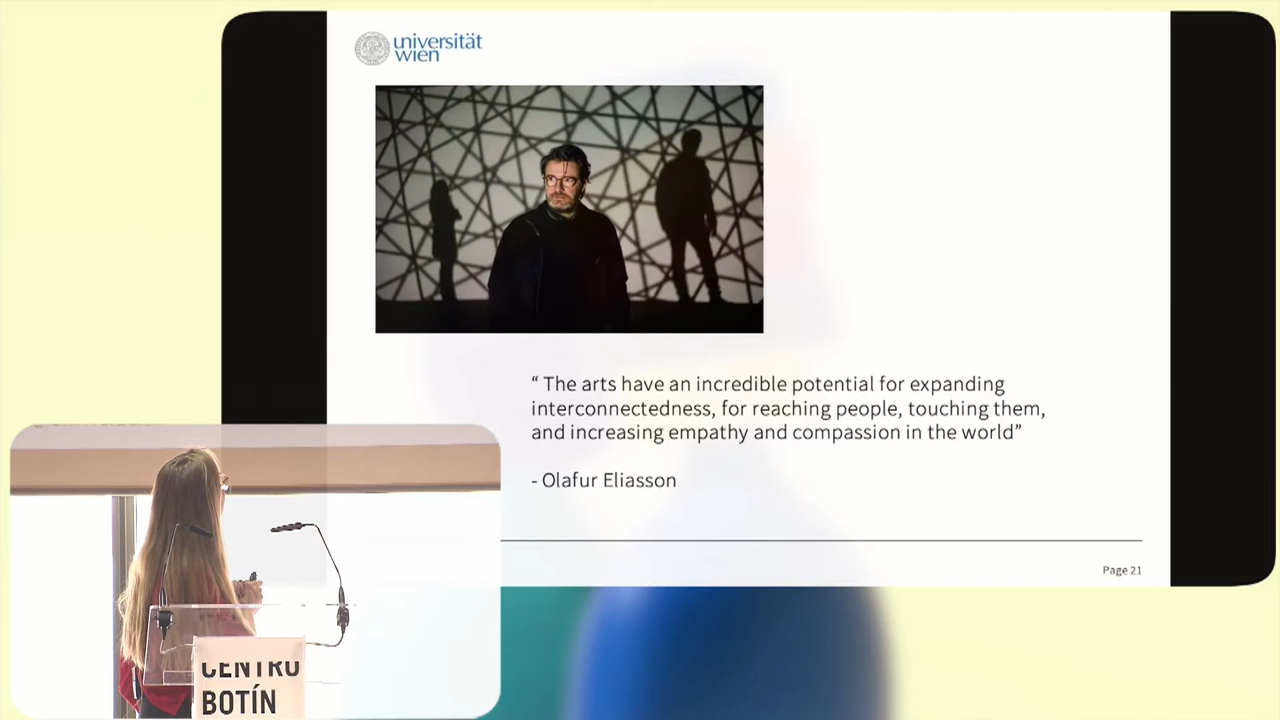 universität
wien
“ The arts have an incredible potential for expanding
interconnectedness, for reaching people, touching them,
and increasing empathy and compassion in the world”
- Olafur Eliasson
Page 21
CENTRO
BOTÍN